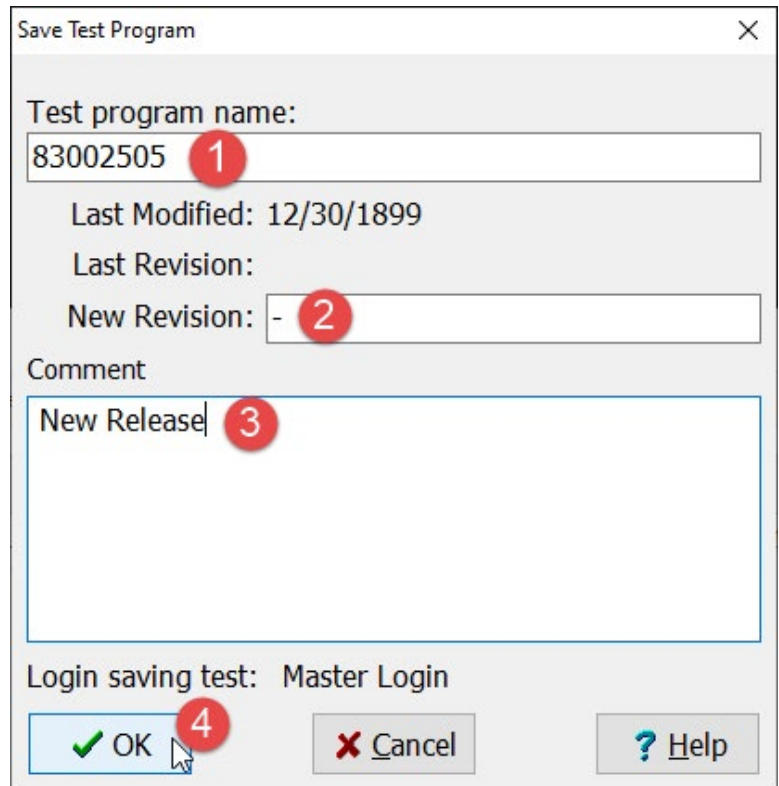 Save Test Program
Test program name:
83002505 1
Last Modified: 12/30/1899
Last Revision:
New Revision: - 2
Comment
New Release 3
Login saving test: Master Login
4
OK Cancel ? Help